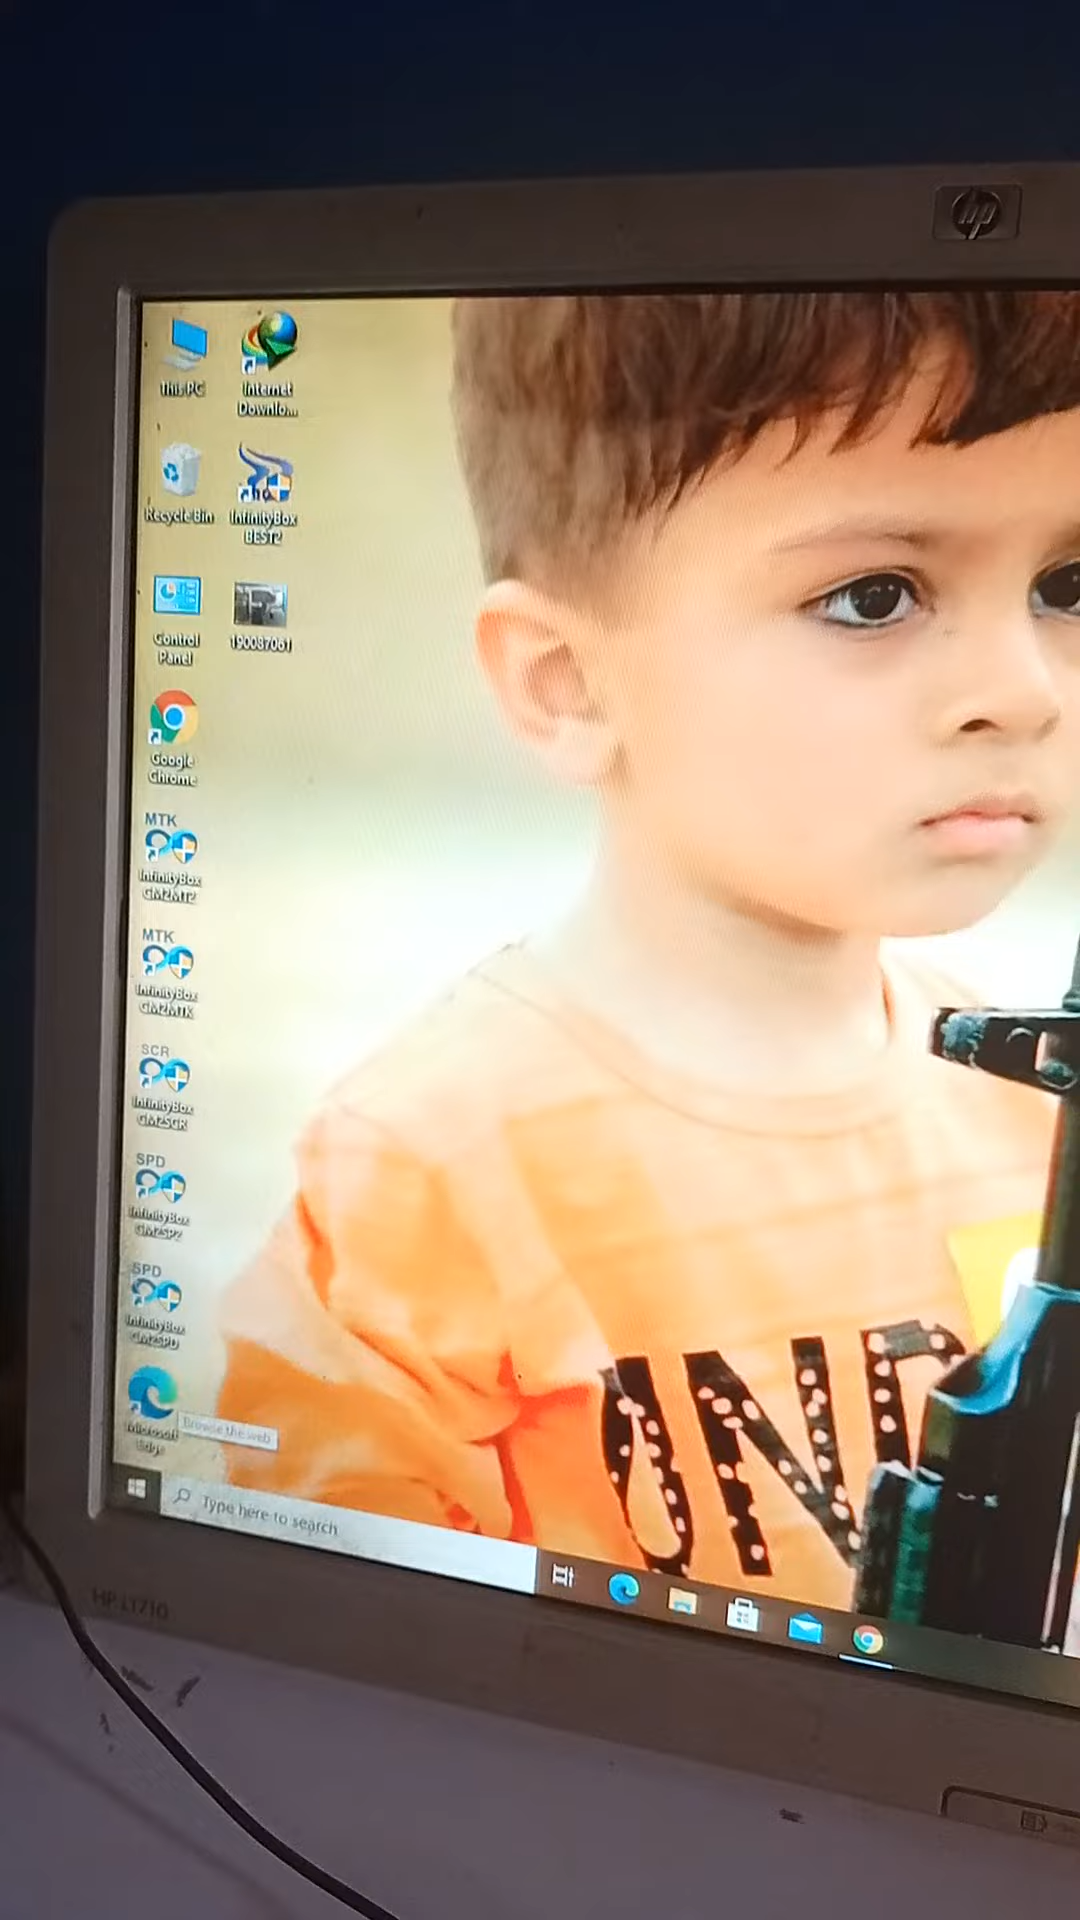 hp
This PC
Internet
Downlo...
Recycle Bin
InfinityBox
BEST2
Control
Panel
190087061
Google
Chrome
MTK
InfinityBox
CM2MT2
MTK
InfinityBox
CM2MTK
SCR
InfinityBox
CM2SCR
SPD
InfinityBox
CM2SP2
SPD
InfinityBox
CM2SPD
Microsoft
Edge
Browse the web
Type here to search
UND
HP L1710